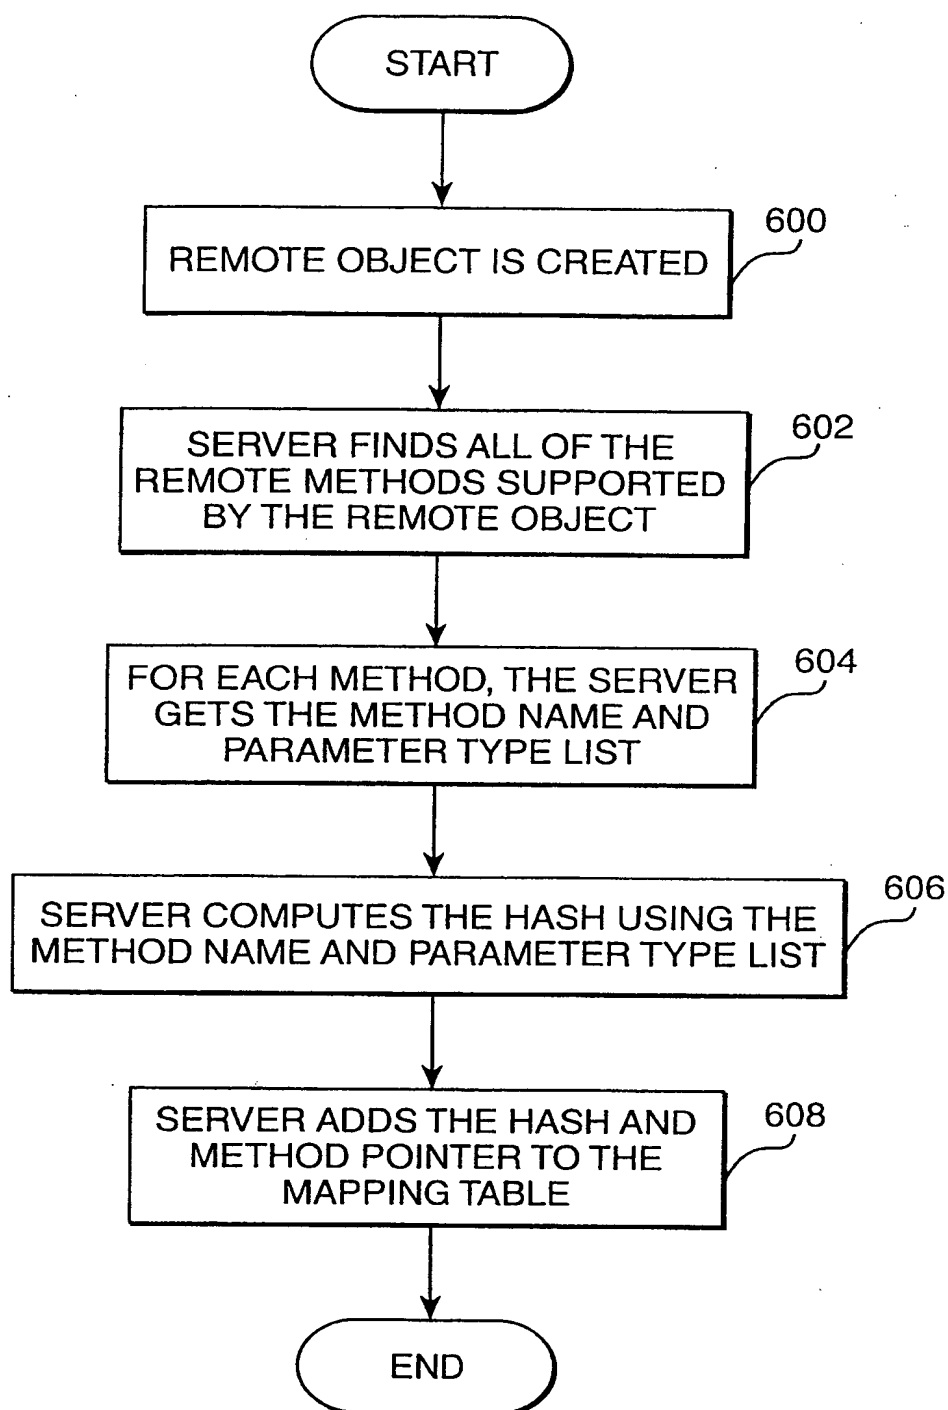 START
600
REMOTE OBJECT IS CREATED
602
SERVER FINDS ALL OF THE
REMOTE METHODS SUPPORTED
BY THE REMOTE OBJECT
604
FOR EACH METHOD, THE SERVER
GETS THE METHOD NAME AND
PARAMETER TYPE LIST
606
SERVER COMPUTES THE HASH USING THE
METHOD NAME AND PARAMETER TYPE LIST
608
SERVER ADDS THE HASH AND
METHOD POINTER TO THE
MAPPING TABLE
END